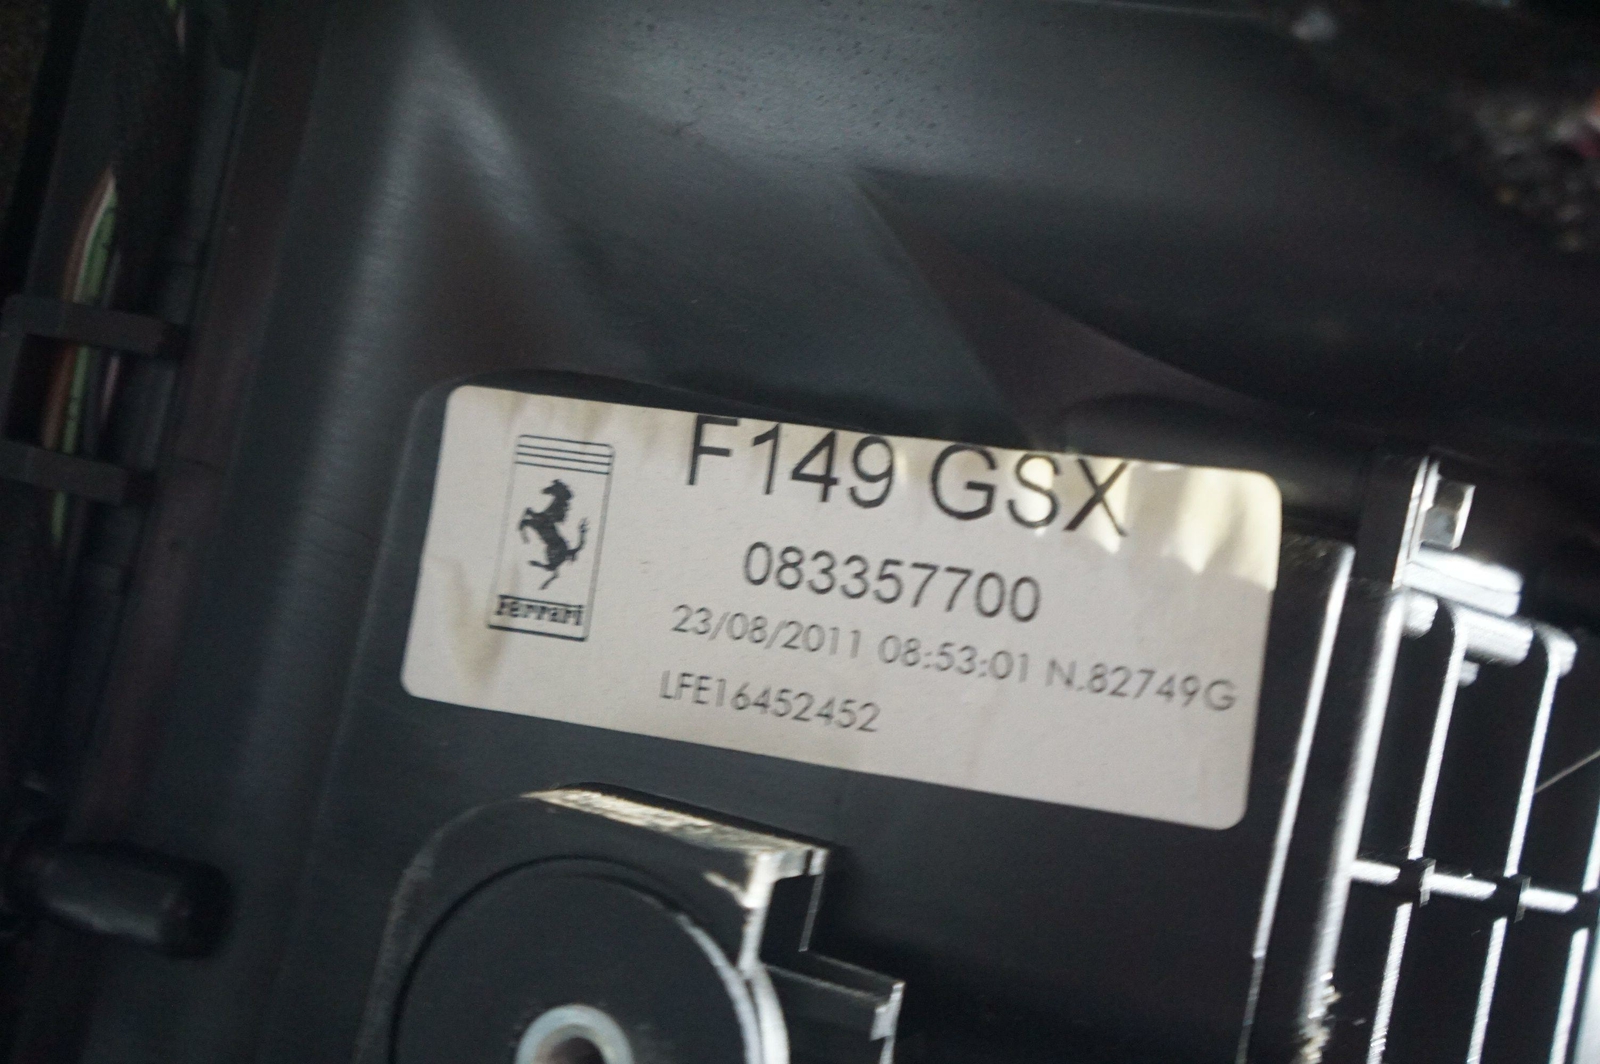 F149 GSX
083357700
23/08/2011 08:53:01 N.82749G
LFE16452452
Ferrari